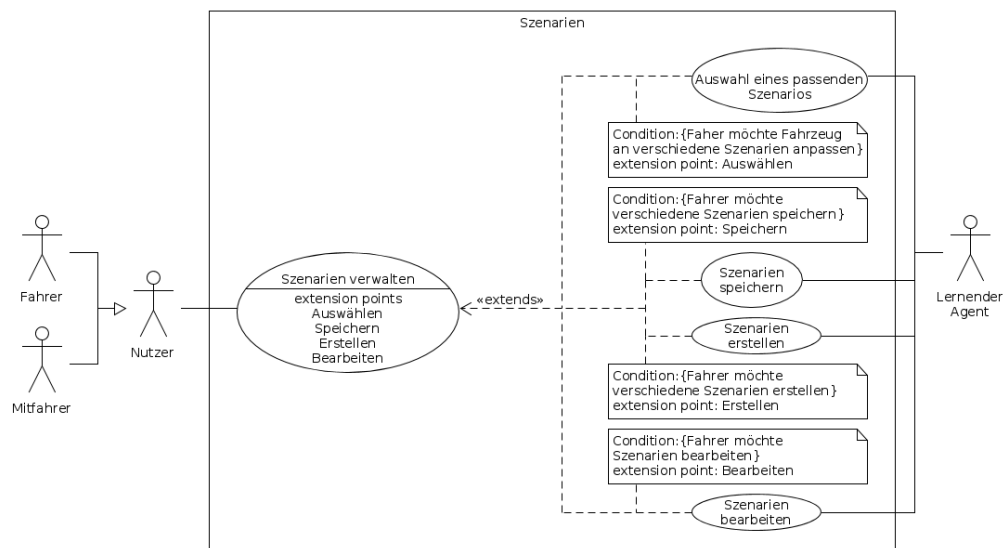 Szenarien
Auswahl eines passenden
Szenarios
Condition:{Faher möchte Fahrzeug
an verschiedene Szenarien anpassen}
extension point: Auswählen
Condition:{Fahrer möchte
verschiedene Szenarien speichern}
extension point: Speichern
Fahrer
Mitfahrer
Nutzer
Szenarien verwalten
extension points
Auswählen
Speichern
Erstellen
Bearbeiten
«extends»
Szenarien
speichern
Szenarien
erstellen
Lernender
Agent
Condition:{Fahrer möchte
verschiedene Szenarien erstellen}
extension point: Erstellen
Condition:{Fahrer möchte
Szenarien bearbeiten}
extension point: Bearbeiten
Szenarien
bearbeiten